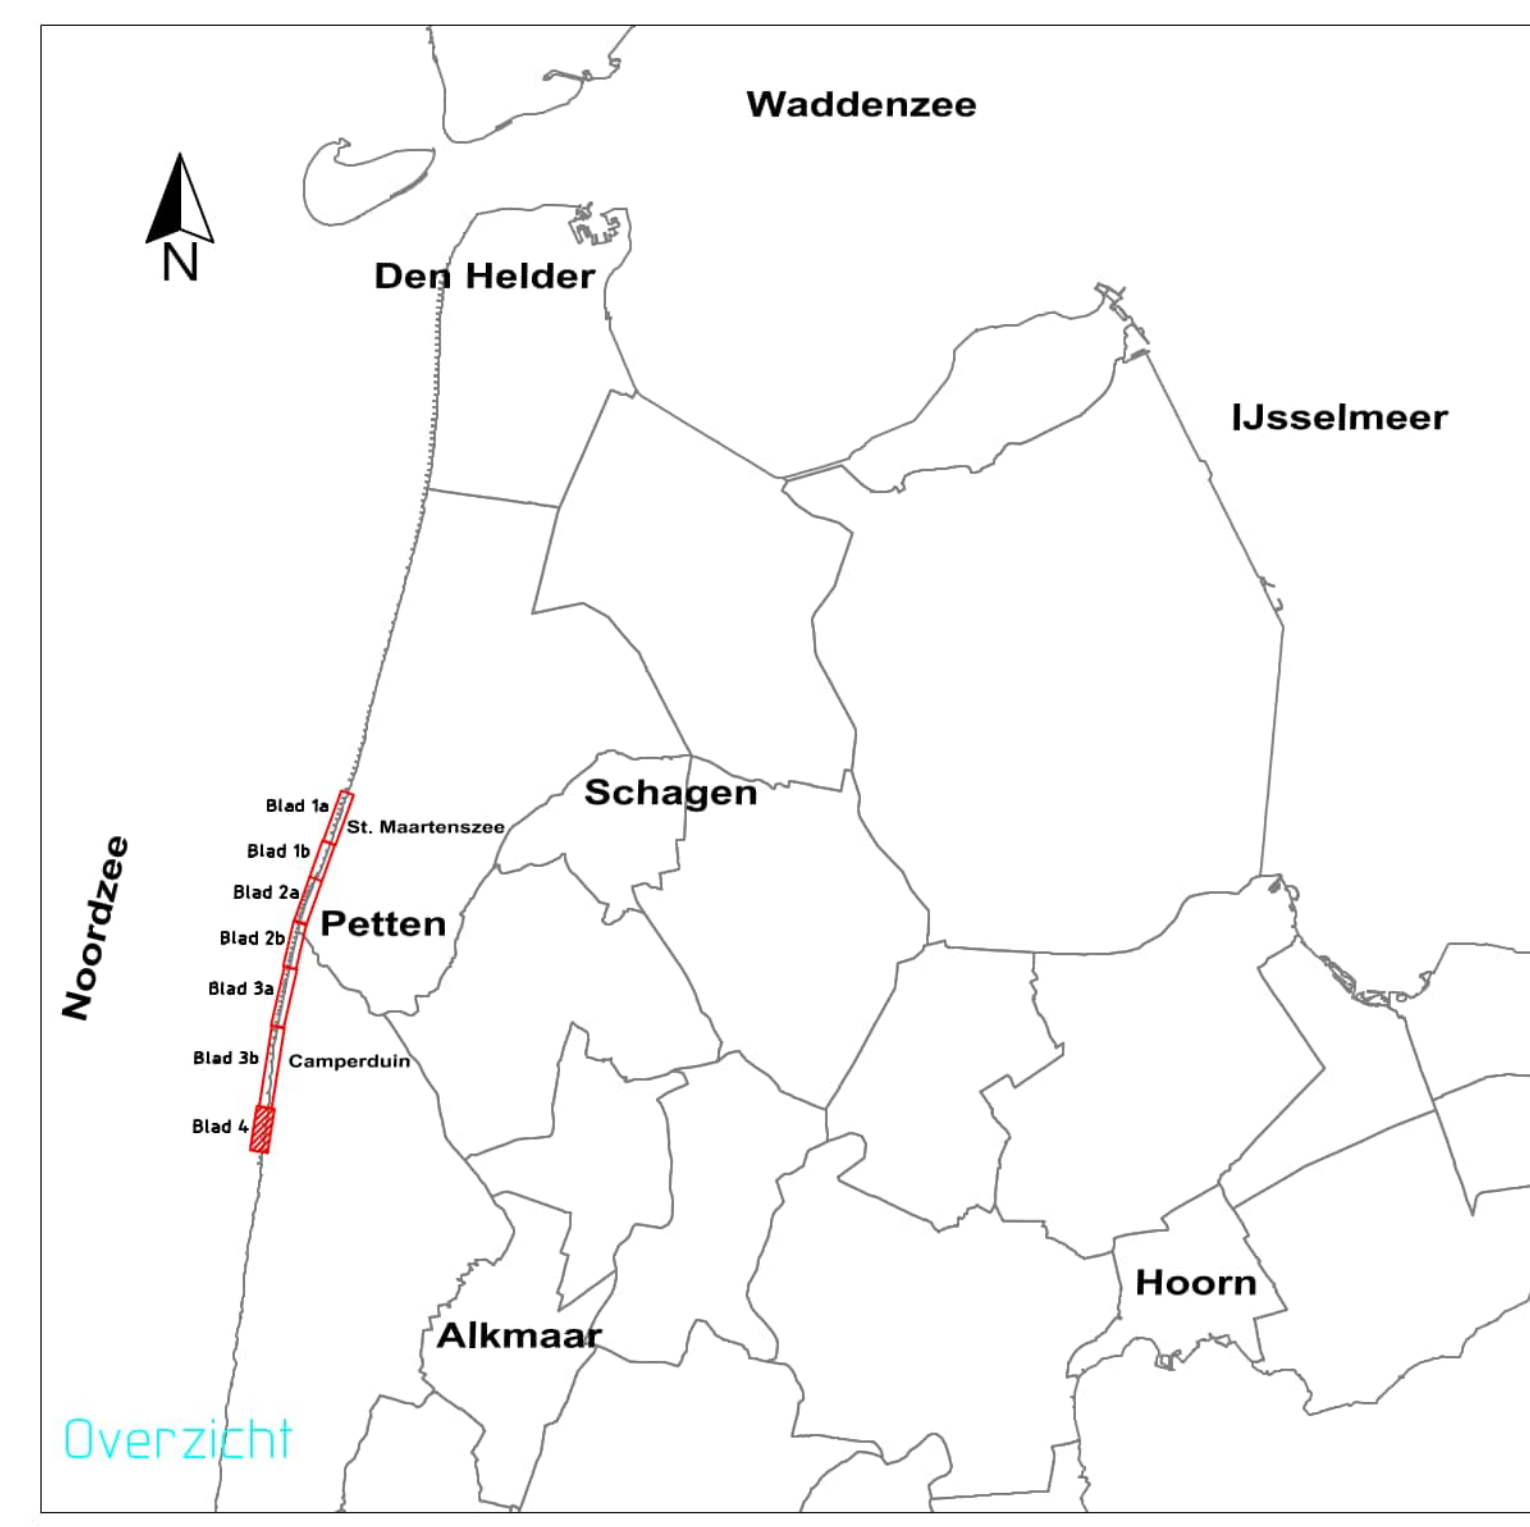 Waddenzee
N
Den Helder
IJsselmeer
Schagen
Blad 1a
St. Maartenszee
Blad 1b
Blad 2a
Petten
Blad 2b
Noordzee
Blad 3a
Blad 3b
Camperduin
Blad 4
Hoorn
Alkmaar
Overzicht